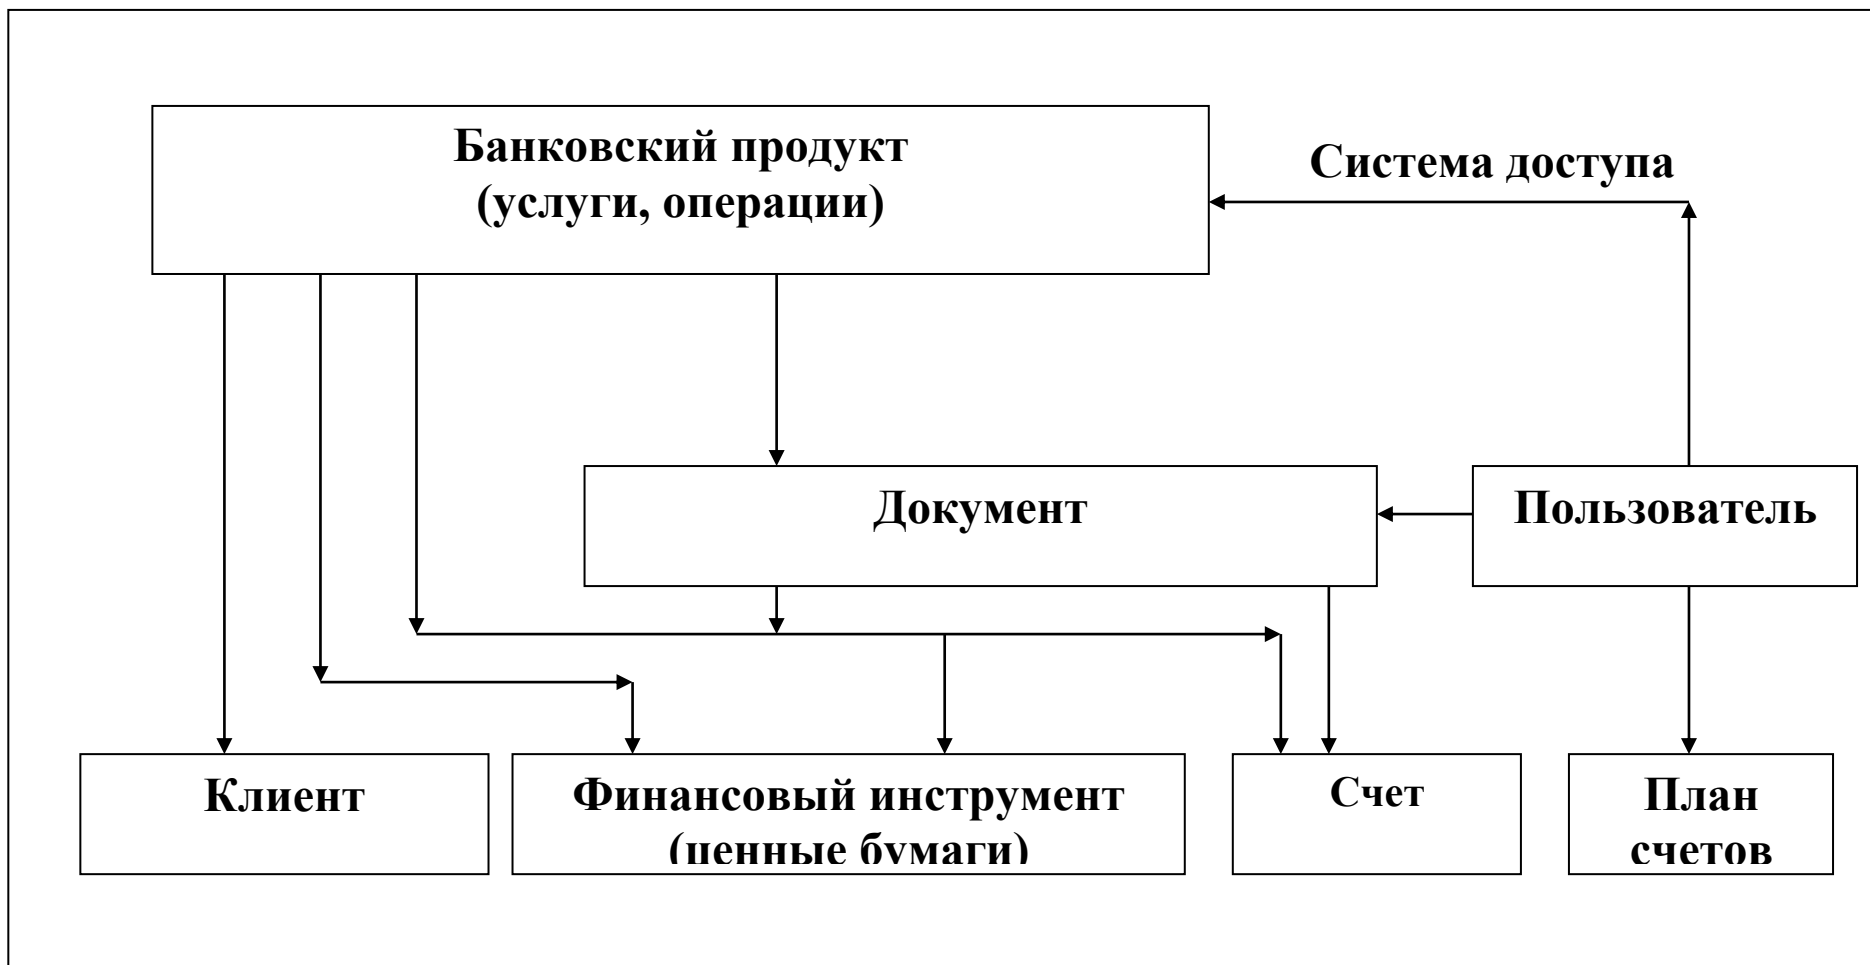 Банковский продукт
(услуги, операции)
Система доступа
Документ
Пользователь
Клиент
Финансовый инструмент
(ценные бумаги)
Счет
План
счетов